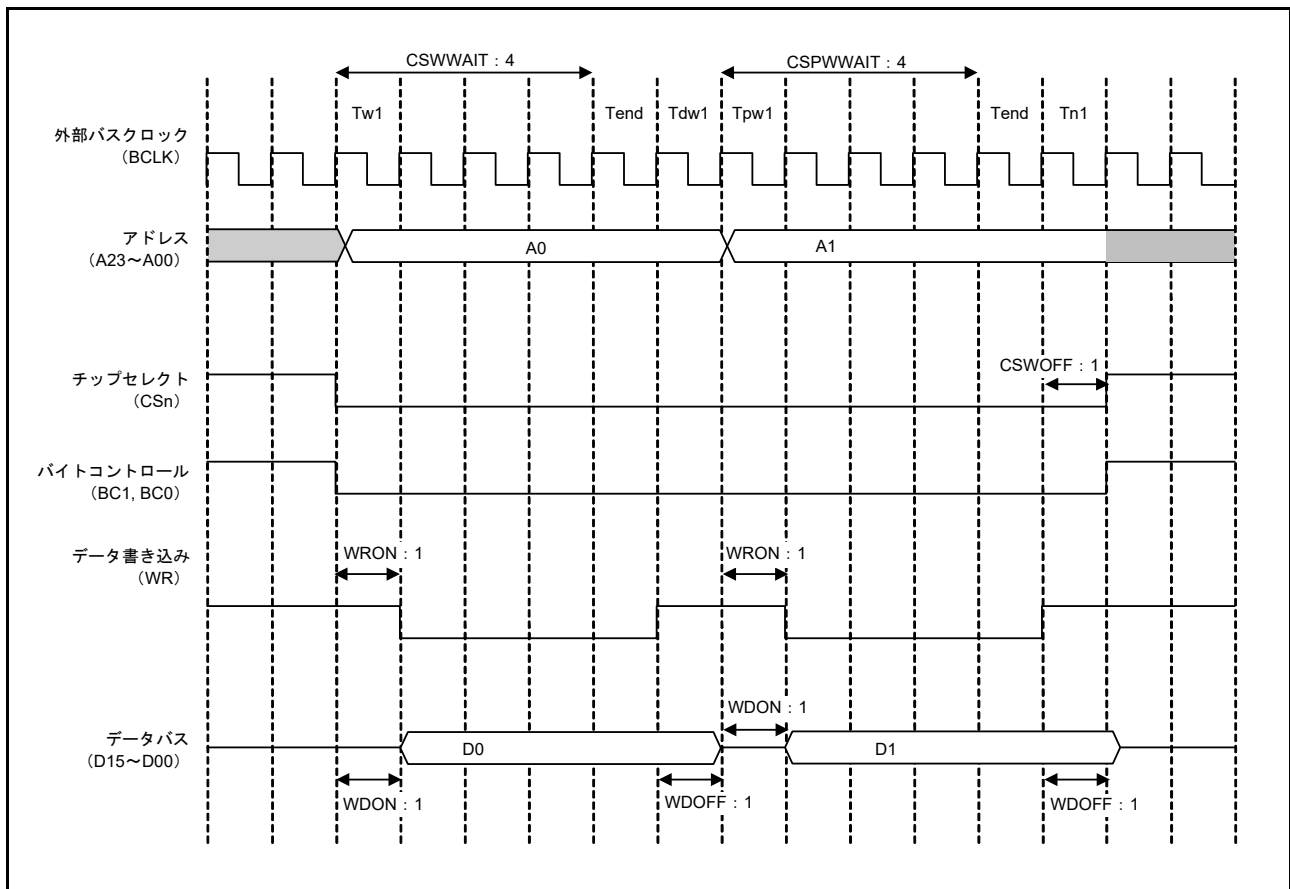 CSWWAIT：4
CSPWWAIT：4
Tw1
Tend
Tdw1
Tpw1
Tend
Tn1
外部バスクロック
（BCLK）
アドレス
（A23～A00）
A0
A1
CSWOFF：1
チップセレクト
（CSn）
バイトコントロール
（BC1, BC0）
データ書き込み
（WR）
WRON：1
WRON：1
WDON：1
データバス
（D15～D00）
D0
D1
WDON：1
WDOFF：1
WDOFF：1